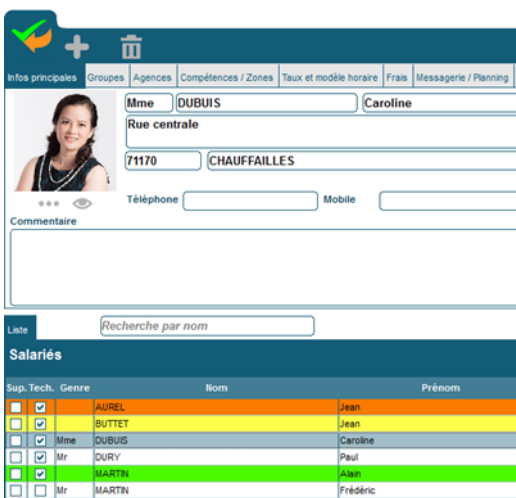 Infos principales Groupes Agences Compétences / Zones Taux et modèle horaire Frais Messagerie / Planning
Mme DUBUIS Caroline
Rue centrale
71170 CHAUFFAILLES
Téléphone Mobile
Commentaire
Liste Recherche par nom
Salariés
Sup. Tech. Genre Nom Prénom
AUREL Jean
BUTTET Jean
Mme DUBUIS Caroline
Mr DURY Paul
MARTIN Alain
Mr MARTIN Frédéric